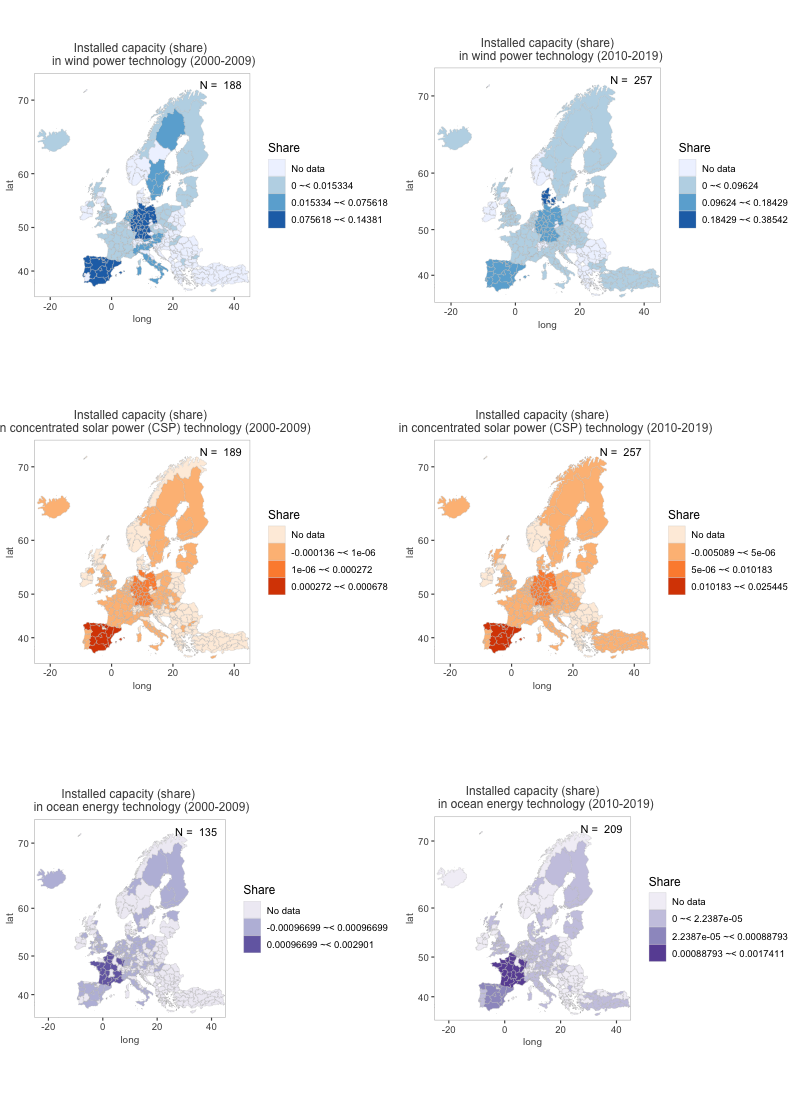 Installed capacity (share)
in wind power technology (2000-2009)
N = 188
70
60
50
40
lat
-20
0
20
40
long
Share
No data
0 ~< 0.015334
0.015334 ~< 0.075618
0.075618 ~< 0.14381
Installed capacity (share)
in wind power technology (2010-2019)
N = 257
70
60
50
40
lat
-20
0
20
40
long
Share
No data
0 ~< 0.09624
0.09624 ~< 0.18429
0.18429 ~< 0.38542
Installed capacity (share)
n concentrated solar power (CSP) technology (2000-2009)
N = 189
70
60
50
40
lat
-20
0
20
40
long
Share
No data
-0.000136 ~< 1e-06
1e-06 ~< 0.000272
0.000272 ~< 0.000678
Installed capacity (share)
in concentrated solar power (CSP) technology (2010-2019)
N = 257
70
60
50
40
lat
-20
0
20
40
long
Share
No data
-0.005089 ~< 5e-06
5e-06 ~< 0.010183
0.010183 ~< 0.025445
Installed capacity (share)
in ocean energy technology (2000-2009)
N = 135
70
60
50
40
lat
-20
0
20
40
long
Share
No data
-0.00096699 ~< 0.00096699
0.00096699 ~< 0.002901
Installed capacity (share)
in ocean energy technology (2010-2019)
N = 209
70
60
50
40
lat
-20
0
20
40
long
Share
No data
0 ~< 2.2387e-05
2.2387e-05 ~< 0.00088793
0.00088793 ~< 0.0017411